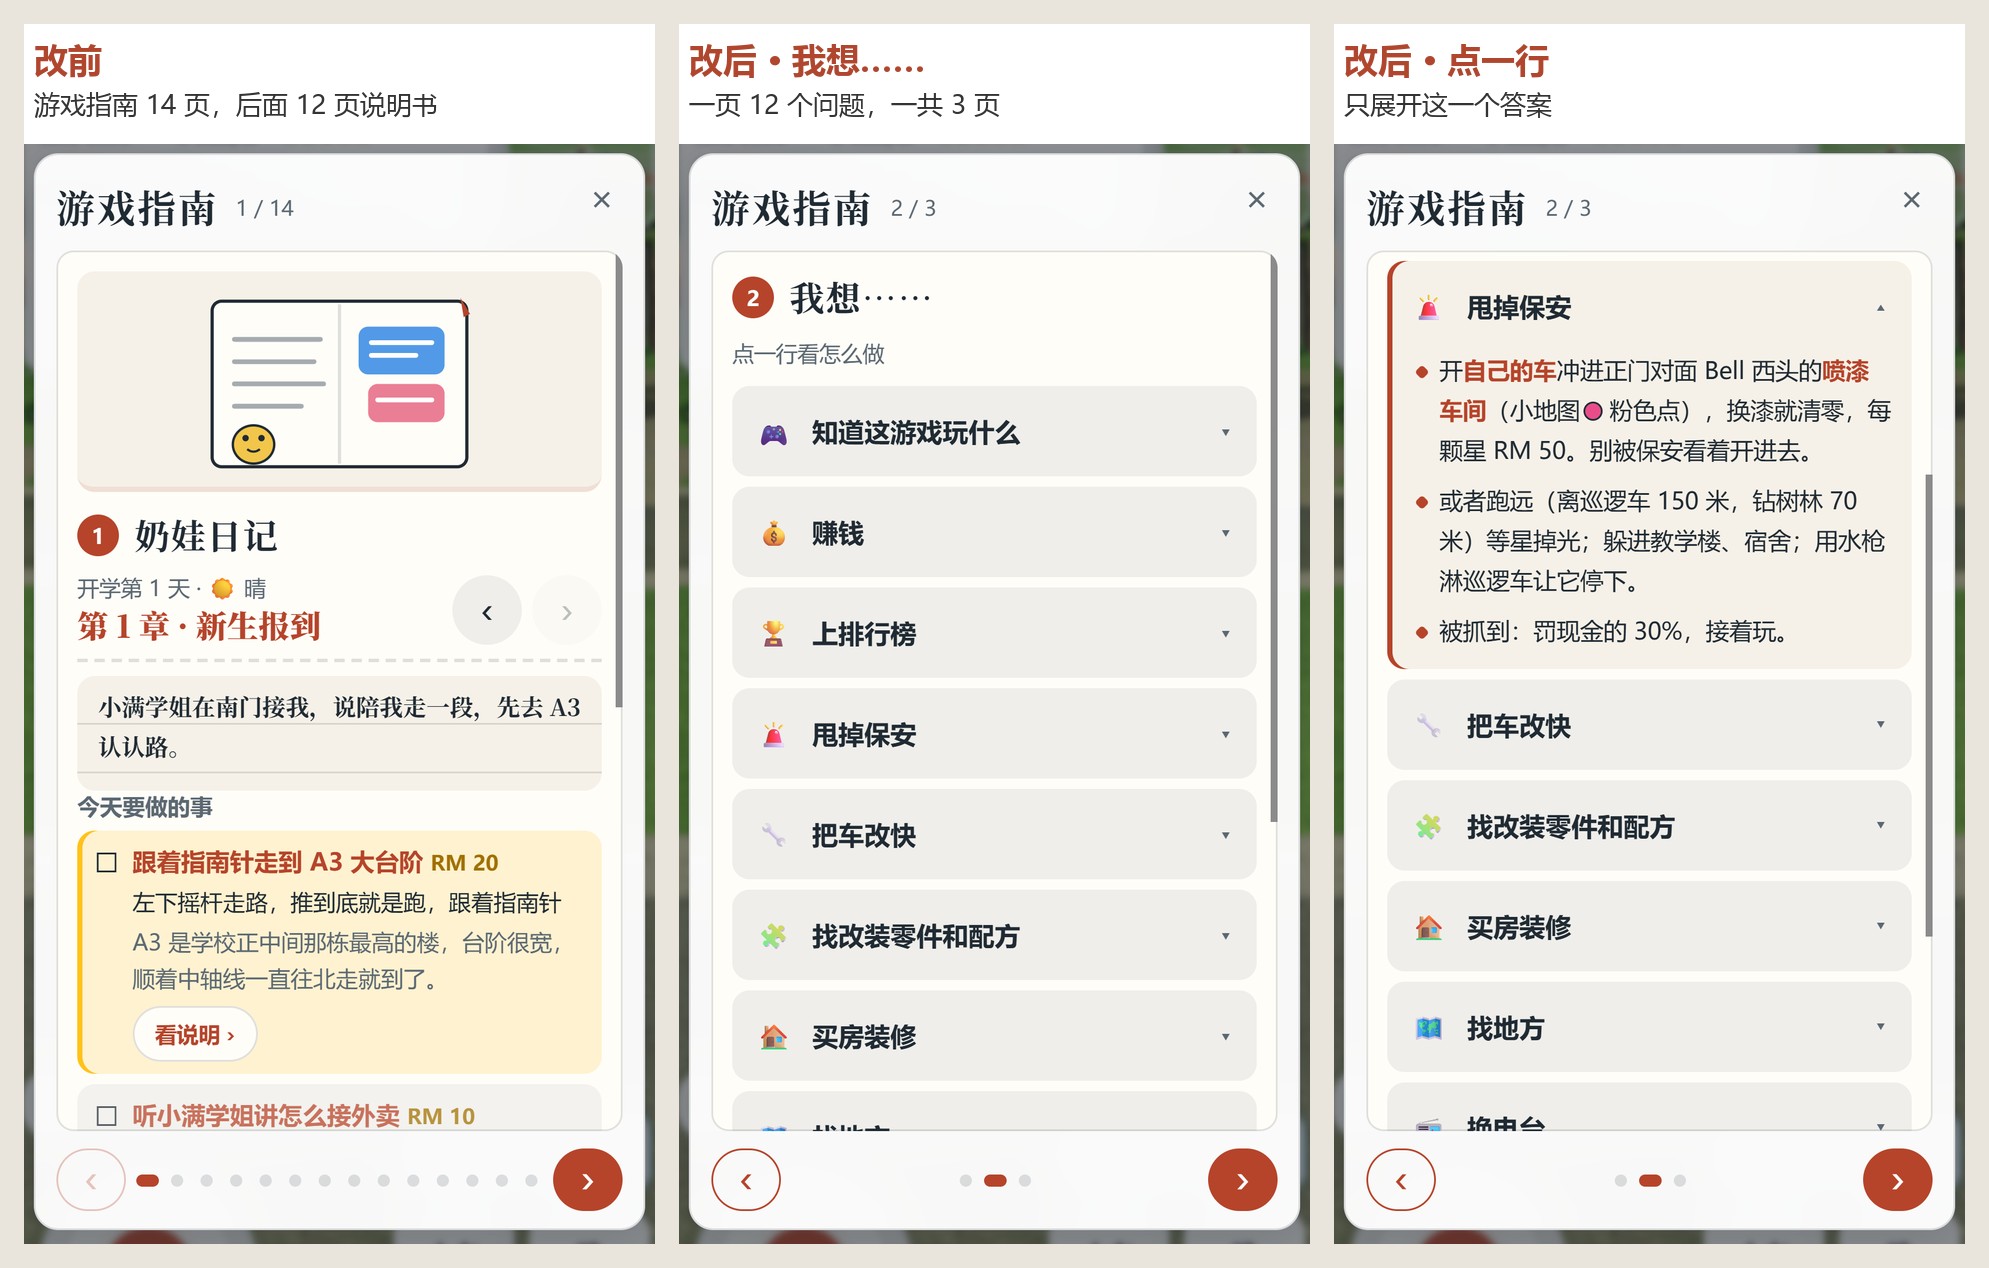 改前
游戏指南 14 页，后面 12 页说明书
游戏指南 1 / 14
×
1 奶娃日记
开学第 1 天 · 晴
第 1 章 · 新生报到
‹ ›
小满学姐在南门接我，说陪我走一段，先去 A3
认认路。
今天要做的事
跟着指南针走到 A3 大台阶 RM 20
左下摇杆走路，推到底就是跑，跟着指南针
A3 是学校正中间那栋最高的楼，台阶很宽，
顺着中轴线一直往北走就到了。
看说明 ›
听小满学姐讲怎么接外卖 RM 10
‹ ›
改后 · 我想……
一页 12 个问题，一共 3 页
游戏指南 2 / 3
×
2 我想……
点一行看怎么做
知道这游戏玩什么
赚钱
上排行榜
甩掉保安
把车改快
找改装零件和配方
买房装修
找地方
‹ ›
改后 · 点一行
只展开这一个答案
游戏指南 2 / 3
×
甩掉保安
开自己的车冲进正门对面 Bell 西头的喷漆
车间（小地图 粉色点），换漆就清零，每
颗星 RM 50。别被保安看着开进去。
或者跑远（离巡逻车 150 米，钻树林 70
米）等星掉光；躲进教学楼、宿舍；用水枪
淋巡逻车让它停下。
被抓到：罚现金的 30%，接着玩。
把车改快
找改装零件和配方
买房装修
找地方
换电台
‹ ›